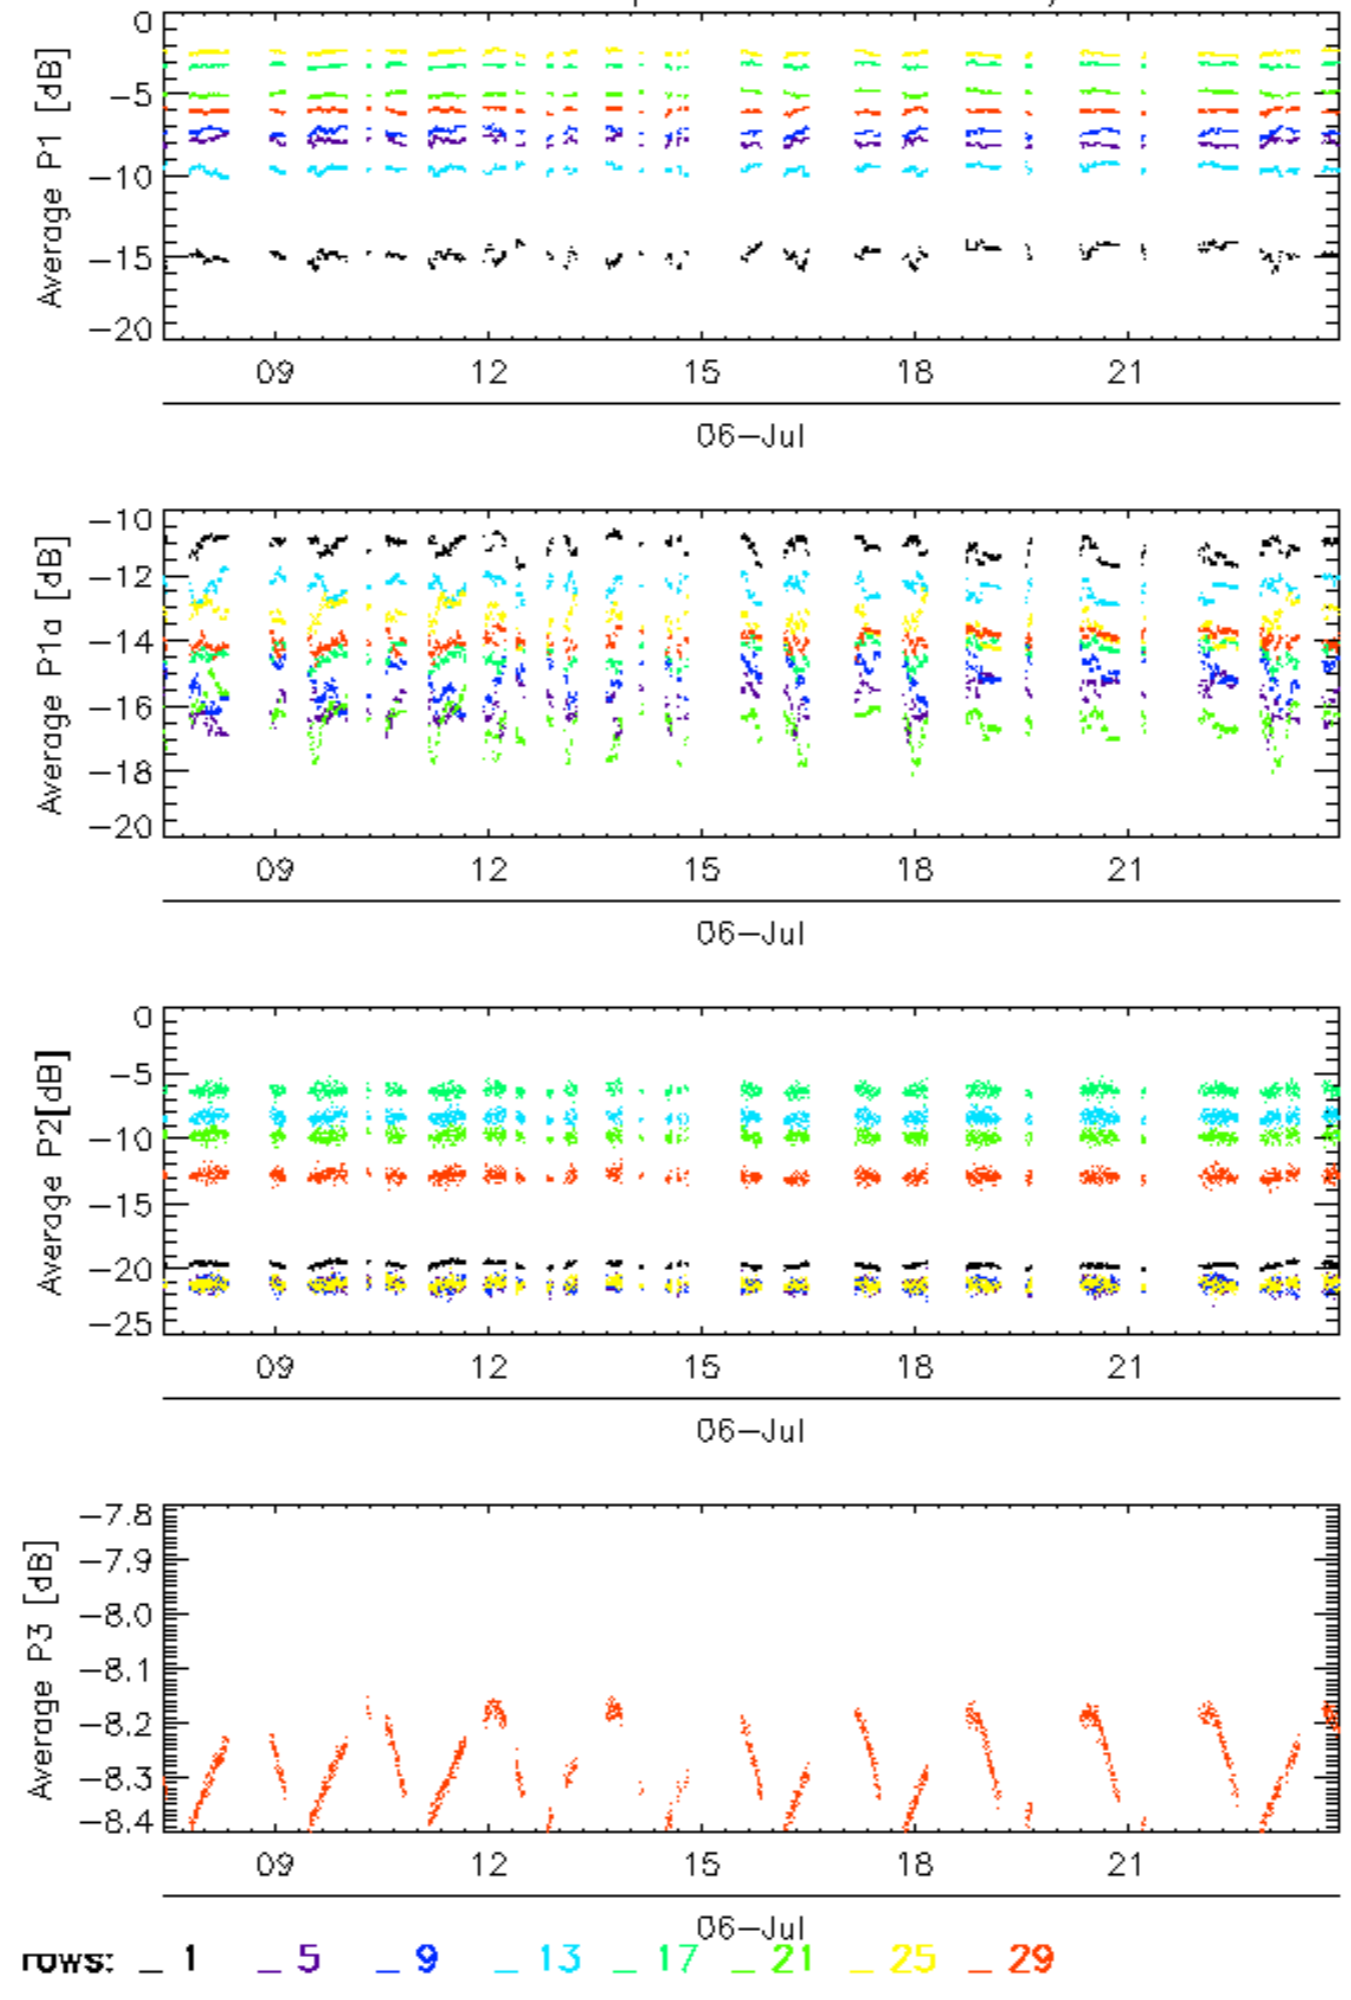 0
−5
−10
−15
−20
Average P1 [dB]
09 12 15 18 21
06−Jul
−10
−12
−14
−16
−18
−20
Average P1a [dB]
09 12 15 18 21
06−Jul
0
−5
−10
−15
−20
−25
Average P2[dB]
09 12 15 18 21
06−Jul
−7.8
−7.9
−8.0
−8.1
−8.2
−8.3
−8.4
Average P3 [dB]
09 12 15 18 21
06−Jul
rows: _ 1 _ 5 _ 9 _ 13 _ 17 _ 21 _ 25 _ 29